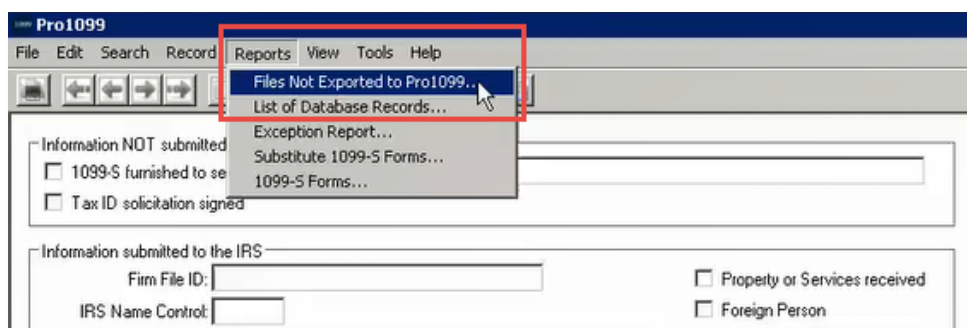 1099 Pro1099
File Edit Search Record Reports View Tools Help
Files Not Exported to Pro1099...
List of Database Records...
Exception Report...
Substitute 1099-S Forms...
1099-S Forms...
Information NOT submitted
1099-S furnished to se
Tax ID solicitation signed
Information submitted to the IRS
Firm File ID:
Property or Services received
IRS Name Control:
Foreign Person